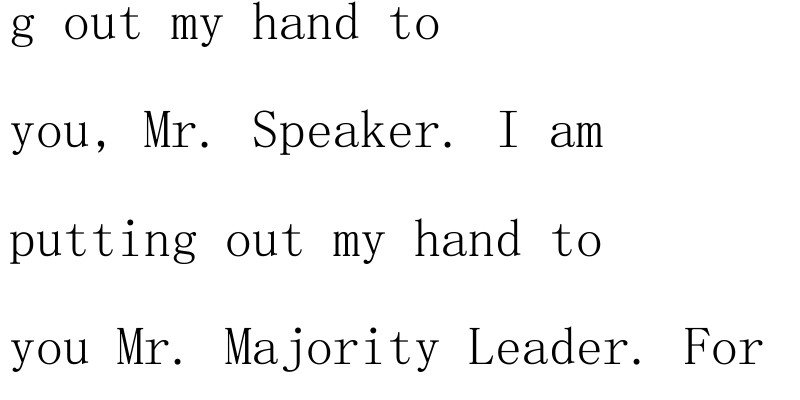 g out my hand to
you, Mr. Speaker. I am
putting out my hand to
you Mr. Majority Leader. For